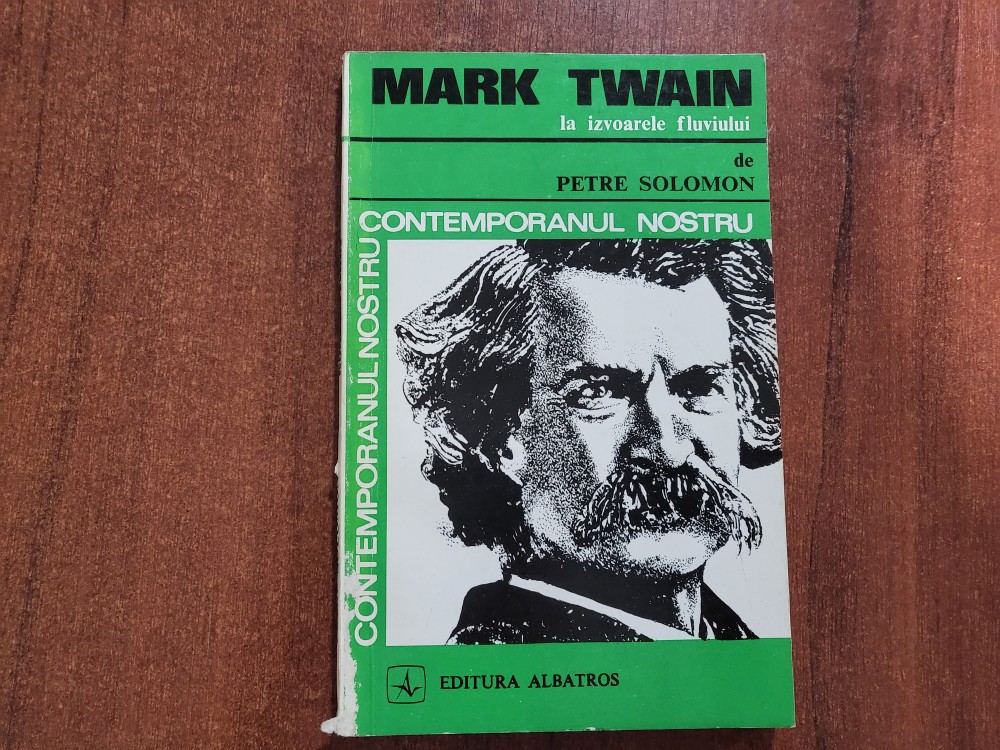 MARK TWAIN
la izvoarele fluviului
de
PETRE SOLOMON
CONTEMPORANUL NOSTRU
CONTEMPORANUL NOSTRU
EDITURA ALBATROS